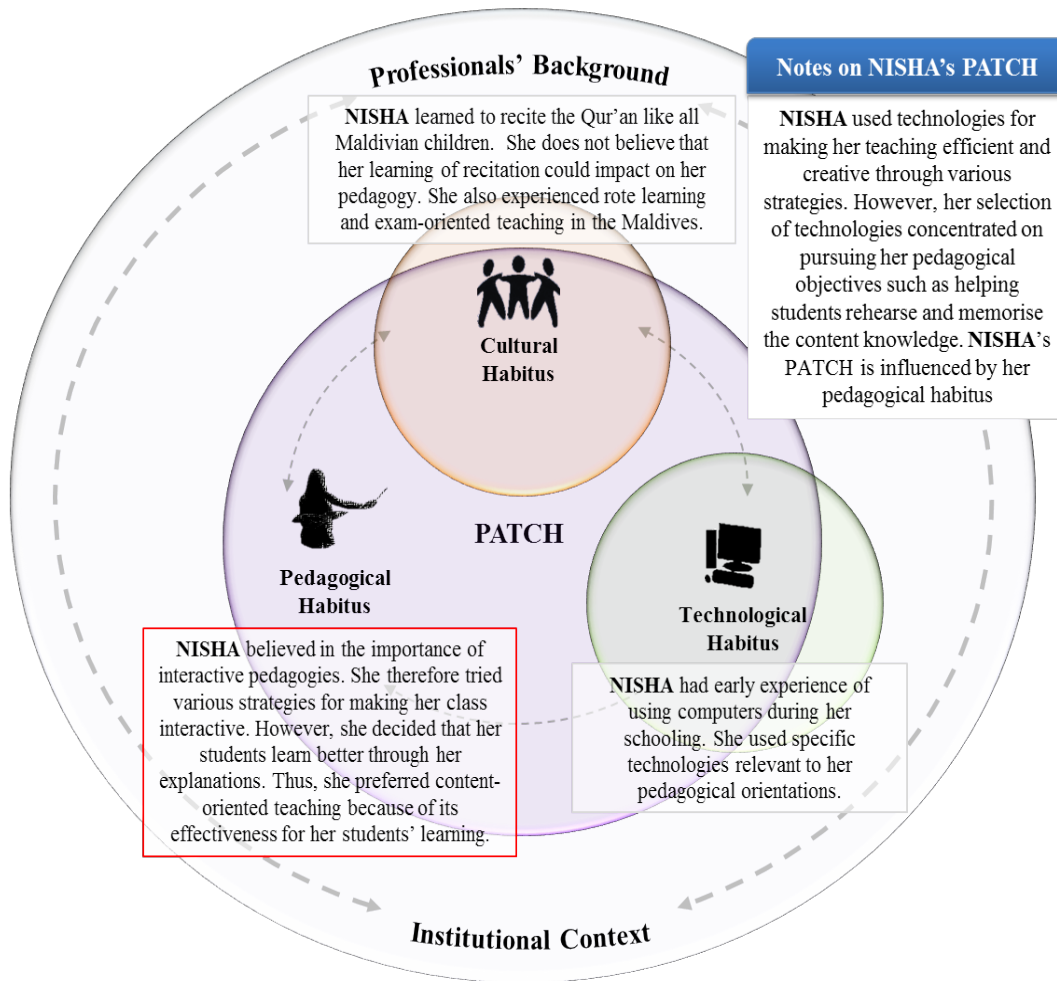 Professionals' Background
NISHA learned to recite the Qur'an like all
Maldivian children. She does not believe that
her learning of recitation could impact on her
pedagogy. She also experienced rote learning
and exam-oriented teaching in the Maldives.
Notes on NISHA's PATCH
NISHA used technologies for
making her teaching efficient and
creative through various
strategies. However, her selection
of technologies concentrated on
pursuing her pedagogical
objectives such as helping
students rehearse and memorise
the content knowledge. NISHA's
PATCH is influenced by her
pedagogical habitus
Cultural
Habitus
PATCH
Pedagogical
Habitus
Technological
Habitus
NISHA believed in the importance of
interactive pedagogies. She therefore tried
various strategies for making her class
interactive. However, she decided that her
students learn better through her
explanations. Thus, she preferred content-
oriented teaching because of its
effectiveness for her students' learning.
NISHA had early experience of
using computers during her
schooling. She used specific
technologies relevant to her
pedagogical orientations.
Institutional Context